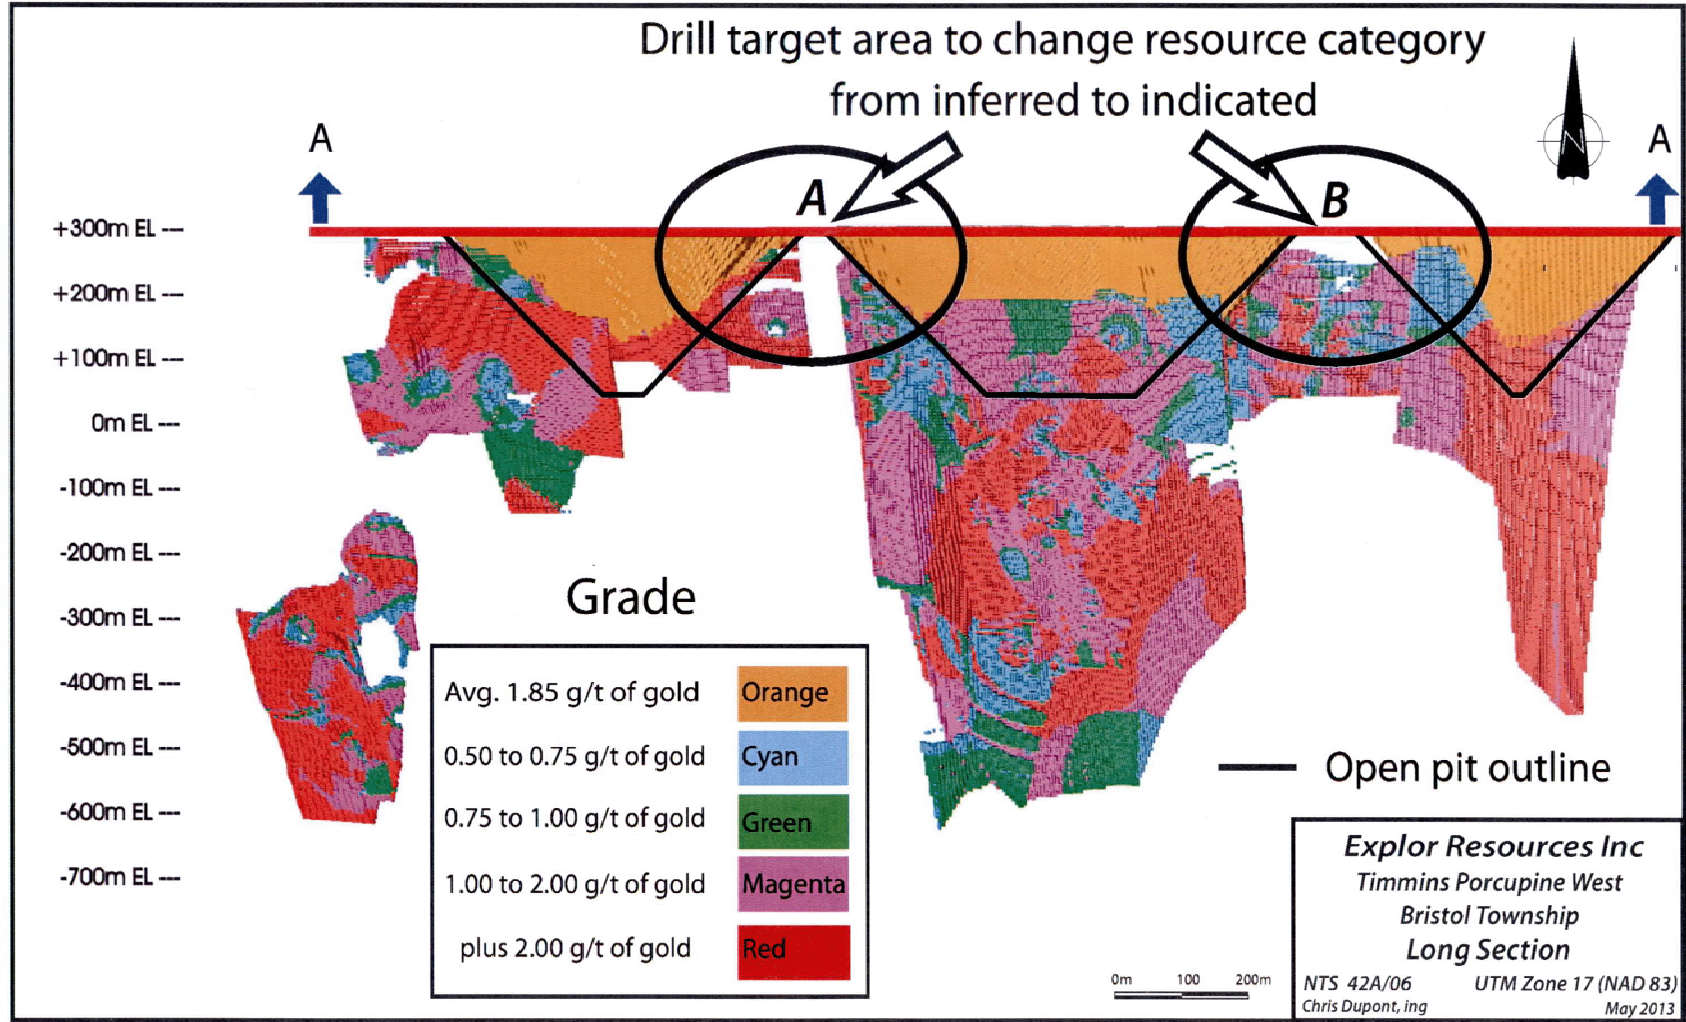 Drill target area to change resource category
from inferred to indicated
A
A
A
B
N
+300m EL ---
+200m EL ---
+100m EL ---
0m EL ---
-100m EL ---
-200m EL ---
-300m EL ---
-400m EL ---
-500m EL ---
-600m EL ---
-700m EL ---
Grade
Avg. 1.85 g/t of gold Orange
0.50 to 0.75 g/t of gold Cyan
0.75 to 1.00 g/t of gold Green
1.00 to 2.00 g/t of gold Magenta
plus 2.00 g/t of gold Red
Open pit outline
0m 100 200m
Explor Resources Inc
Timmins Porcupine West
Bristol Township
Long Section
NTS 42A/06 UTM Zone 17 (NAD 83)
Chris Dupont, ing May 2013